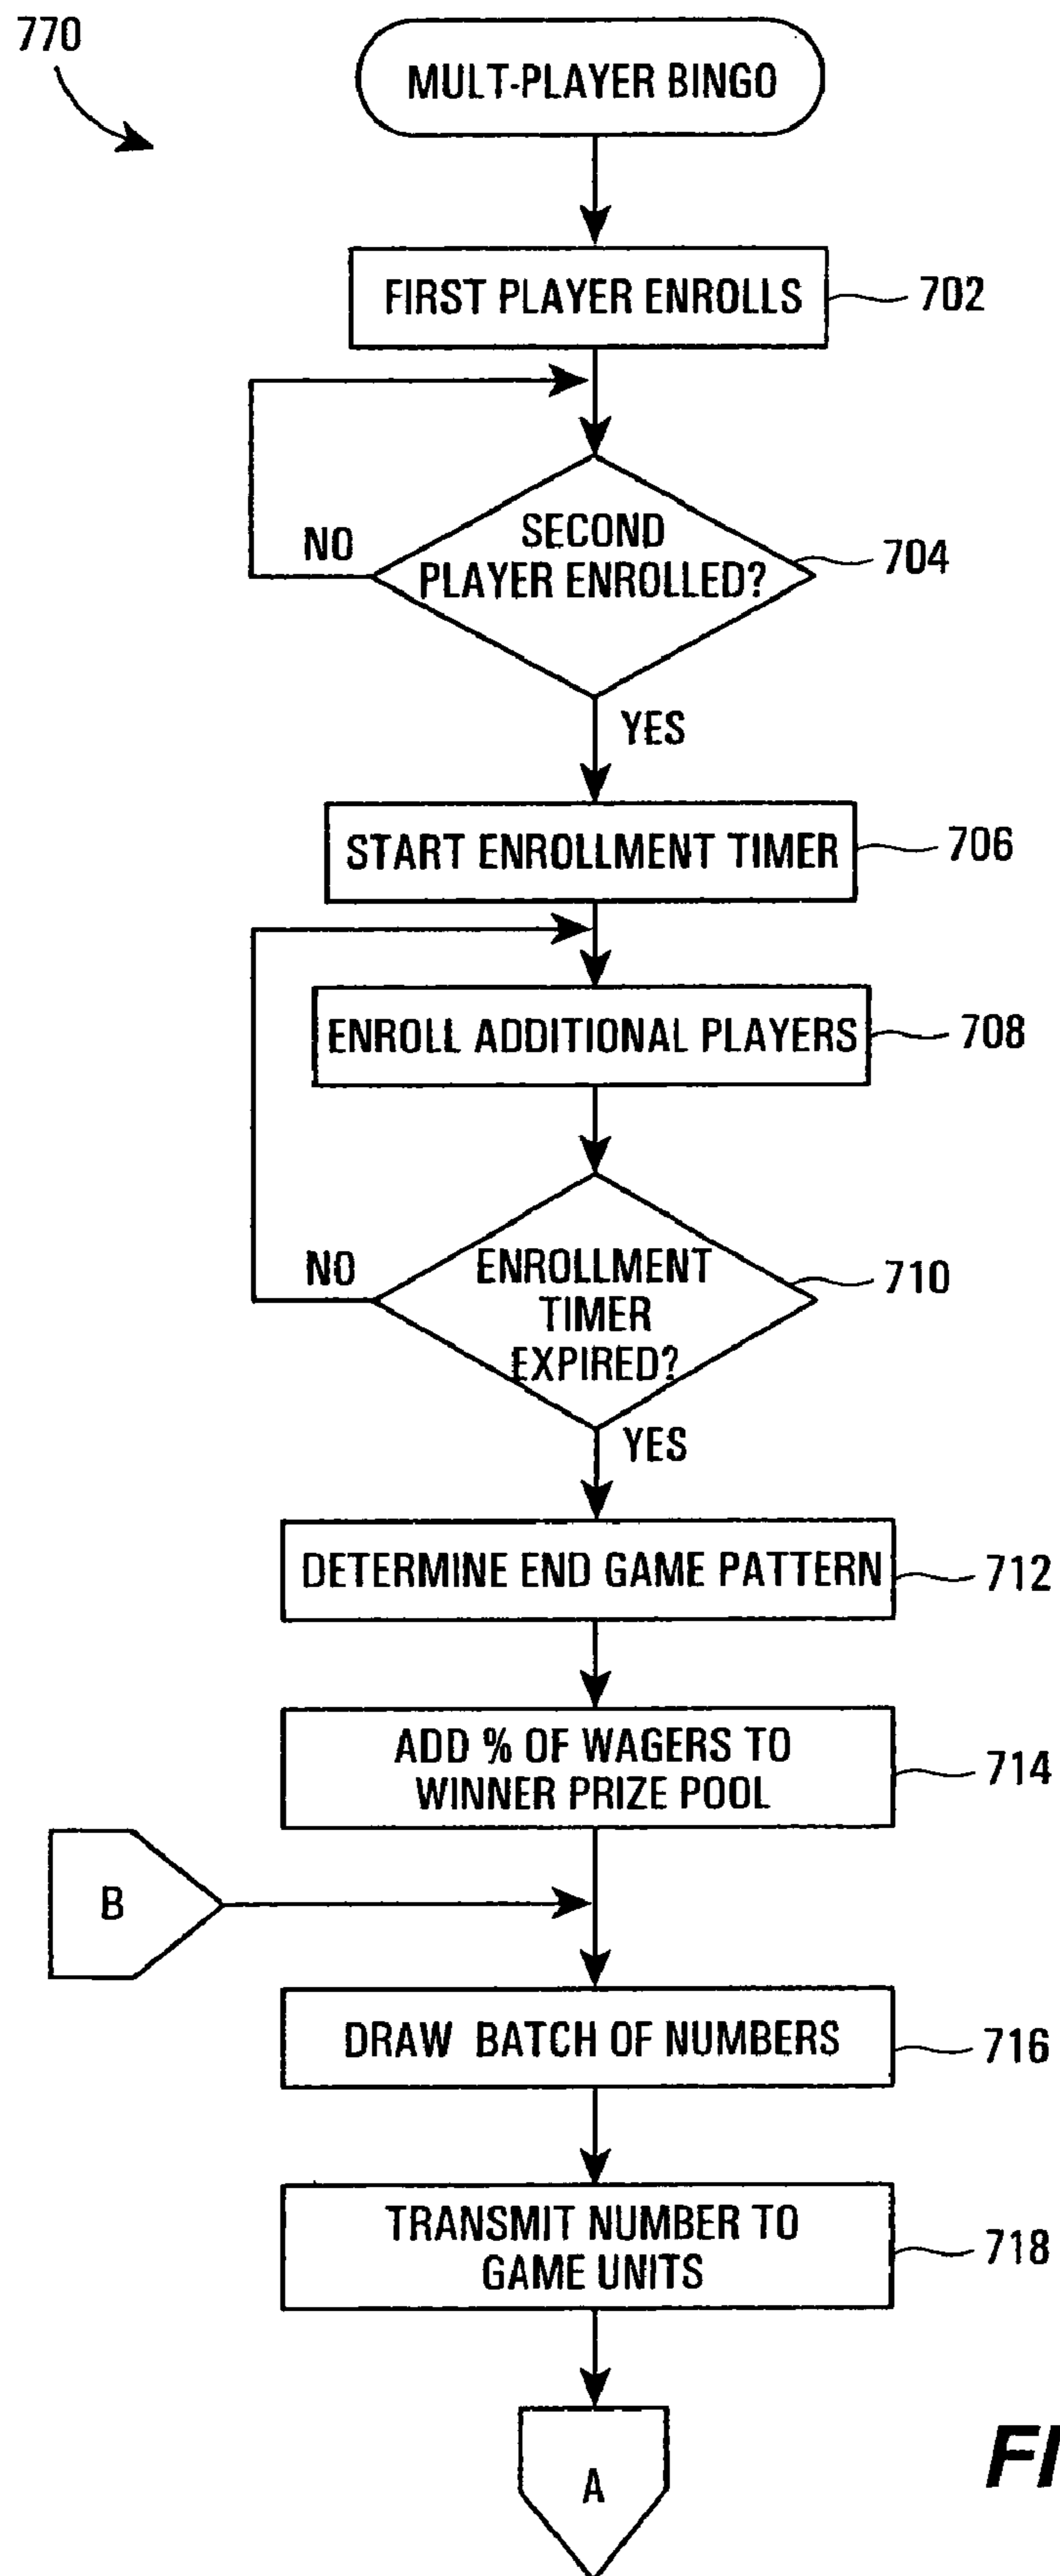 770
MULT-PLAYER BINGO
FIRST PLAYER ENROLLS
702
NO
SECOND
PLAYER ENROLLED?
704
YES
START ENROLLMENT TIMER
706
ENROLL ADDITIONAL PLAYERS
708
NO
ENROLLMENT
TIMER
EXPIRED?
710
YES
DETERMINE END GAME PATTERN
712
ADD % OF WAGERS TO
WINNER PRIZE POOL
714
B
DRAW BATCH OF NUMBERS
716
TRANSMIT NUMBER TO
GAME UNITS
718
A
FI